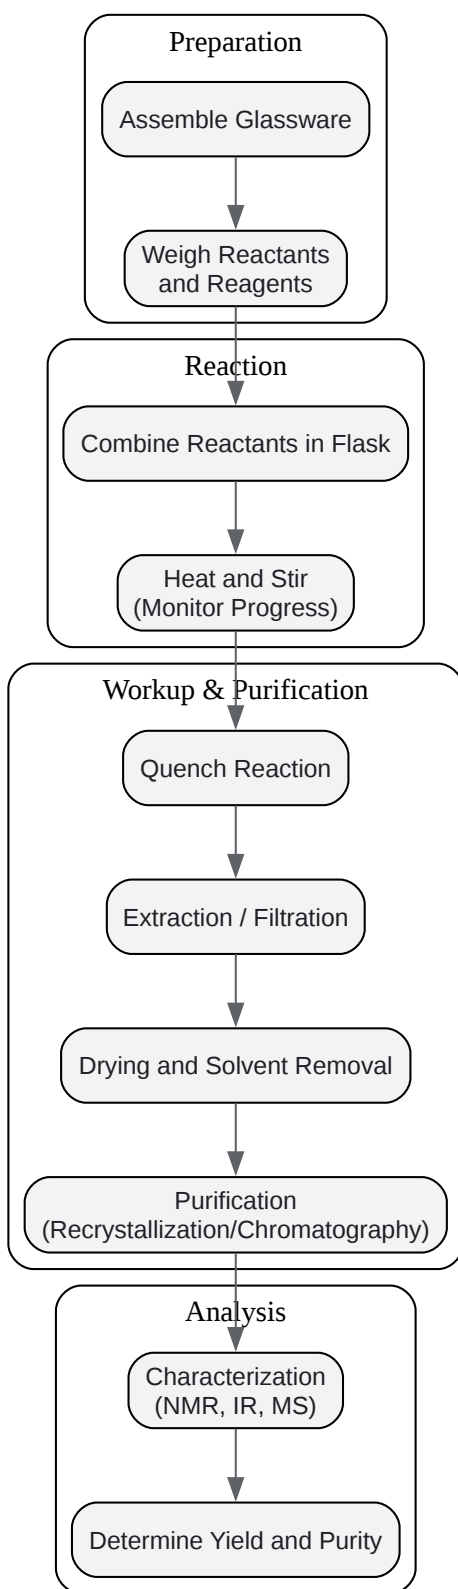 Preparation
Assemble Glassware
Weigh Reactants
and Reagents
Reaction
Combine Reactants in Flask
Heat and Stir
(Monitor Progress)
Workup & Purification
Quench Reaction
Extraction / Filtration
Drying and Solvent Removal
Purification
(Recrystallization/Chromatography)
Analysis
Characterization
(NMR, IR, MS)
Determine Yield and Purity